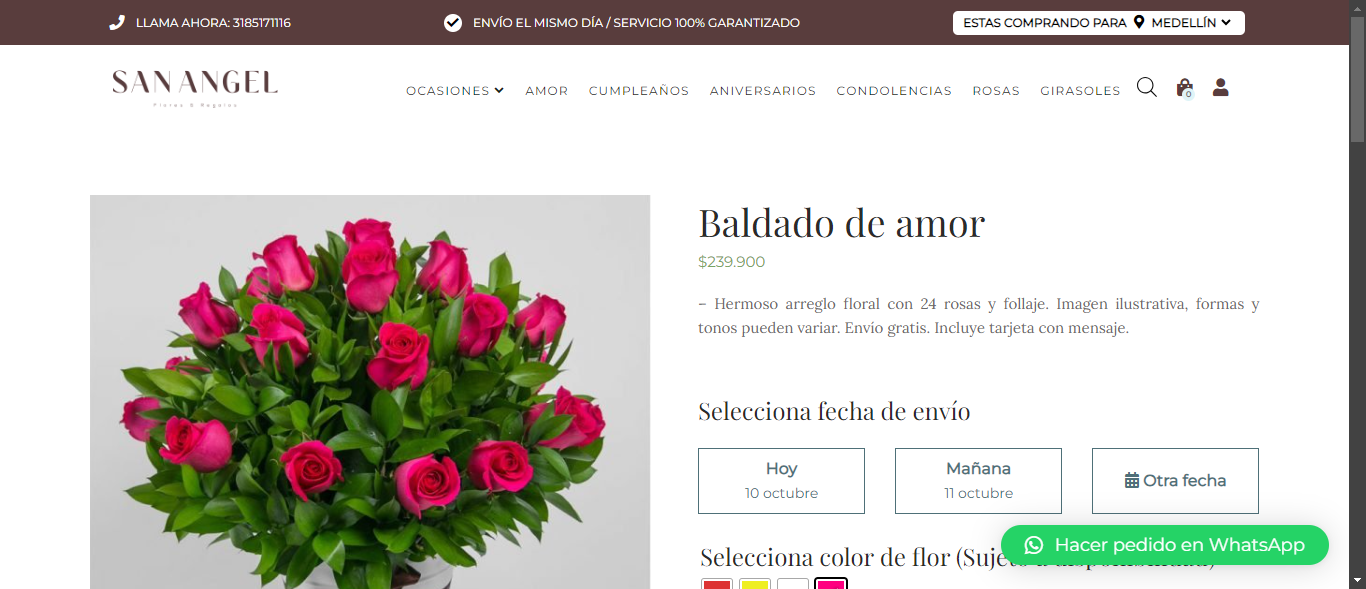 LLAMA AHORA: 3185171116
ENVÍO EL MISMO DÍA / SERVICIO 100% GARANTIZADO
ESTAS COMPRANDO PARA MEDELLÍN
SAN ANGEL
Flores & Regalos
OCASIONES AMOR CUMPLEAÑOS ANIVERSARIOS CONDOLENCIAS ROSAS GIRASOLES
0
Baldado de amor
$239.900
– Hermoso arreglo floral con 24 rosas y follaje. Imagen ilustrativa, formas y
tonos pueden variar. Envío gratis. Incluye tarjeta con mensaje.
Selecciona fecha de envío
Hoy
10 octubre
Mañana
11 octubre
Otra fecha
Hacer pedido en WhatsApp
Selecciona color de flor